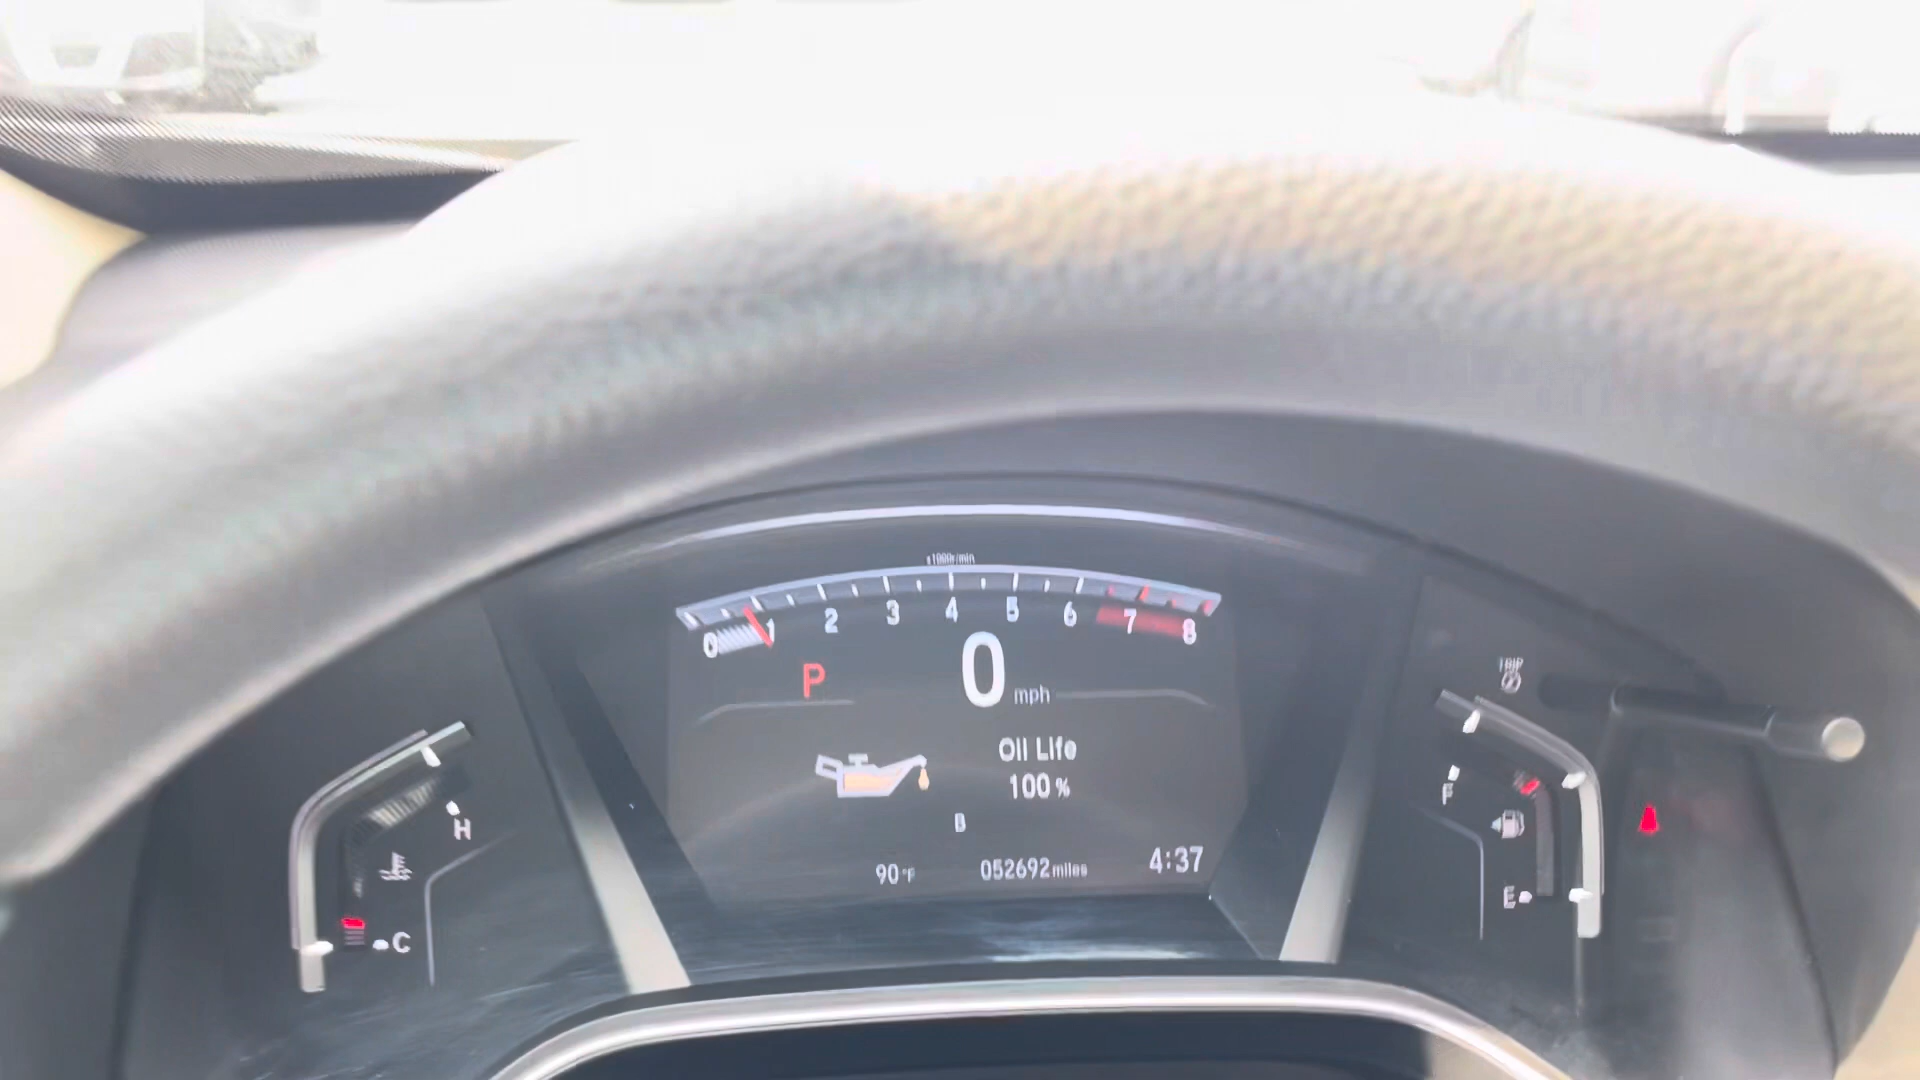 x1000r/min
0 1 2 3 4 5 6 7 8
P
0 mph
TRIP
Oil Life
100 %
F
H
B
90°F 052692 miles 4:37
E
C